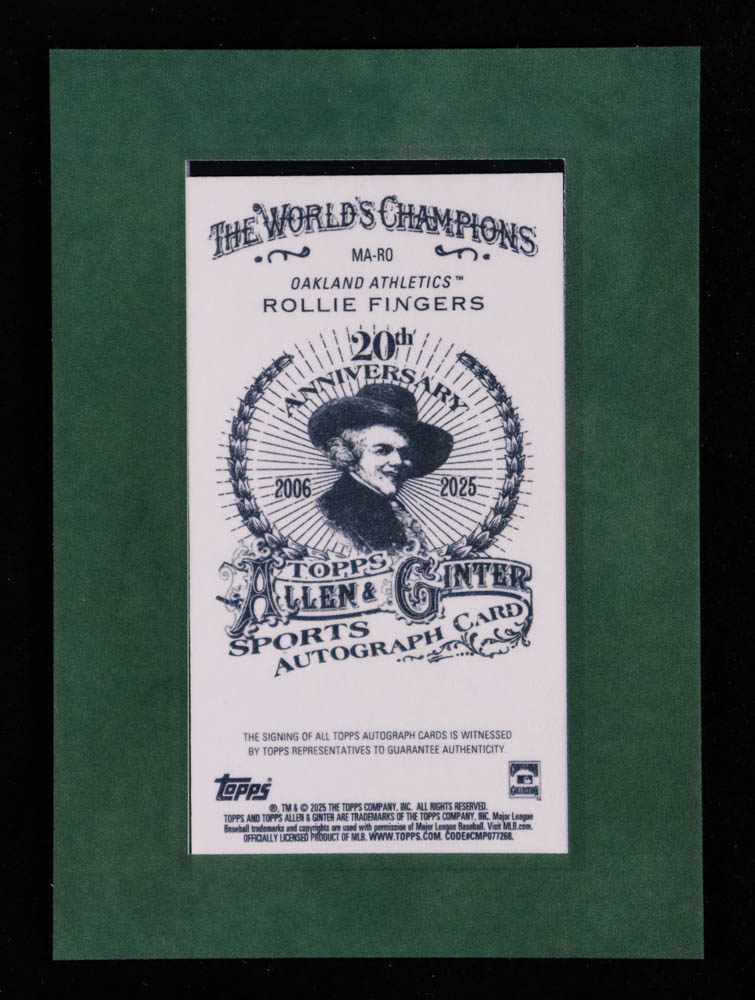 THE WORLD'S CHAMPIONS
MA-RO
OAKLAND ATHLETICS™
ROLLIE FINGERS
20th
ANNIVERSARY
2006 2025
TOPPS
ALLEN & GINTER
SPORTS
AUTOGRAPH CARD
THE SIGNING OF ALL TOPPS AUTOGRAPH CARDS IS WITNESSED
BY TOPPS REPRESENTATIVES TO GUARANTEE AUTHENTICITY.
topps®
COOPERSTOWN
COLLECTION
®, TM & © 2025 THE TOPPS COMPANY, INC. ALL RIGHTS RESERVED.
TOPPS AND TOPPS ALLEN & GINTER ARE TRADEMARKS OF THE TOPPS COMPANY, INC. Major League
Baseball trademarks and copyrights are used with permission of Major League Baseball. Visit MLB.com.
OFFICIALLY LICENSED PRODUCT OF MLB. WWW.TOPPS.COM. CODE#CMP077268.